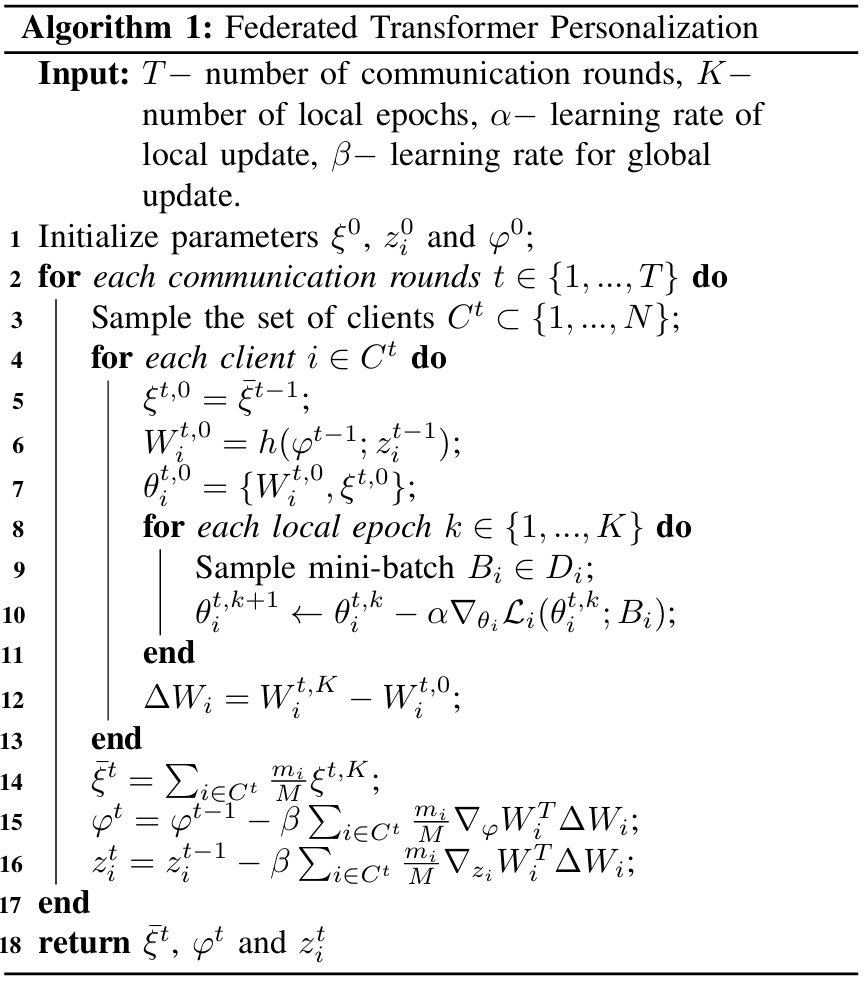 Algorithm 1: Federated Transformer Personalization
Input: T− number of communication rounds, K−
number of local epochs, α− learning rate of
local update, β− learning rate for global
update.
1 Initialize parameters ξ^0, z_i^0 and φ^0;
2 for each communication rounds t ∈ {1, ..., T} do
3 Sample the set of clients C^t ⊂ {1, ..., N};
4 for each client i ∈ C^t do
5 ξ^{t,0} = ξ̄^{t−1};
6 W_i^{t,0} = h(φ^{t−1}; z_i^{t−1});
7 θ_i^{t,0} = {W_i^{t,0}, ξ^{t,0}};
8 for each local epoch k ∈ {1, ..., K} do
9 Sample mini-batch B_i ∈ D_i;
10 θ_i^{t,k+1} ← θ_i^{t,k} − α∇_{θ_i} ℒ_i(θ_i^{t,k}; B_i);
11 end
12 ΔW_i = W_i^{t,K} − W_i^{t,0};
13 end
14 ξ̄^t = ∑_{i∈C^t} \frac{m_i}{M} ξ^{t,K};
15 φ^t = φ^{t−1} − β ∑_{i∈C^t} \frac{m_i}{M} ∇_φ W_i^T ΔW_i;
16 z_i^t = z_i^{t−1} − β ∑_{i∈C^t} \frac{m_i}{M} ∇_{z_i} W_i^T ΔW_i;
17 end
18 return ξ̄^t, φ^t and z_i^t